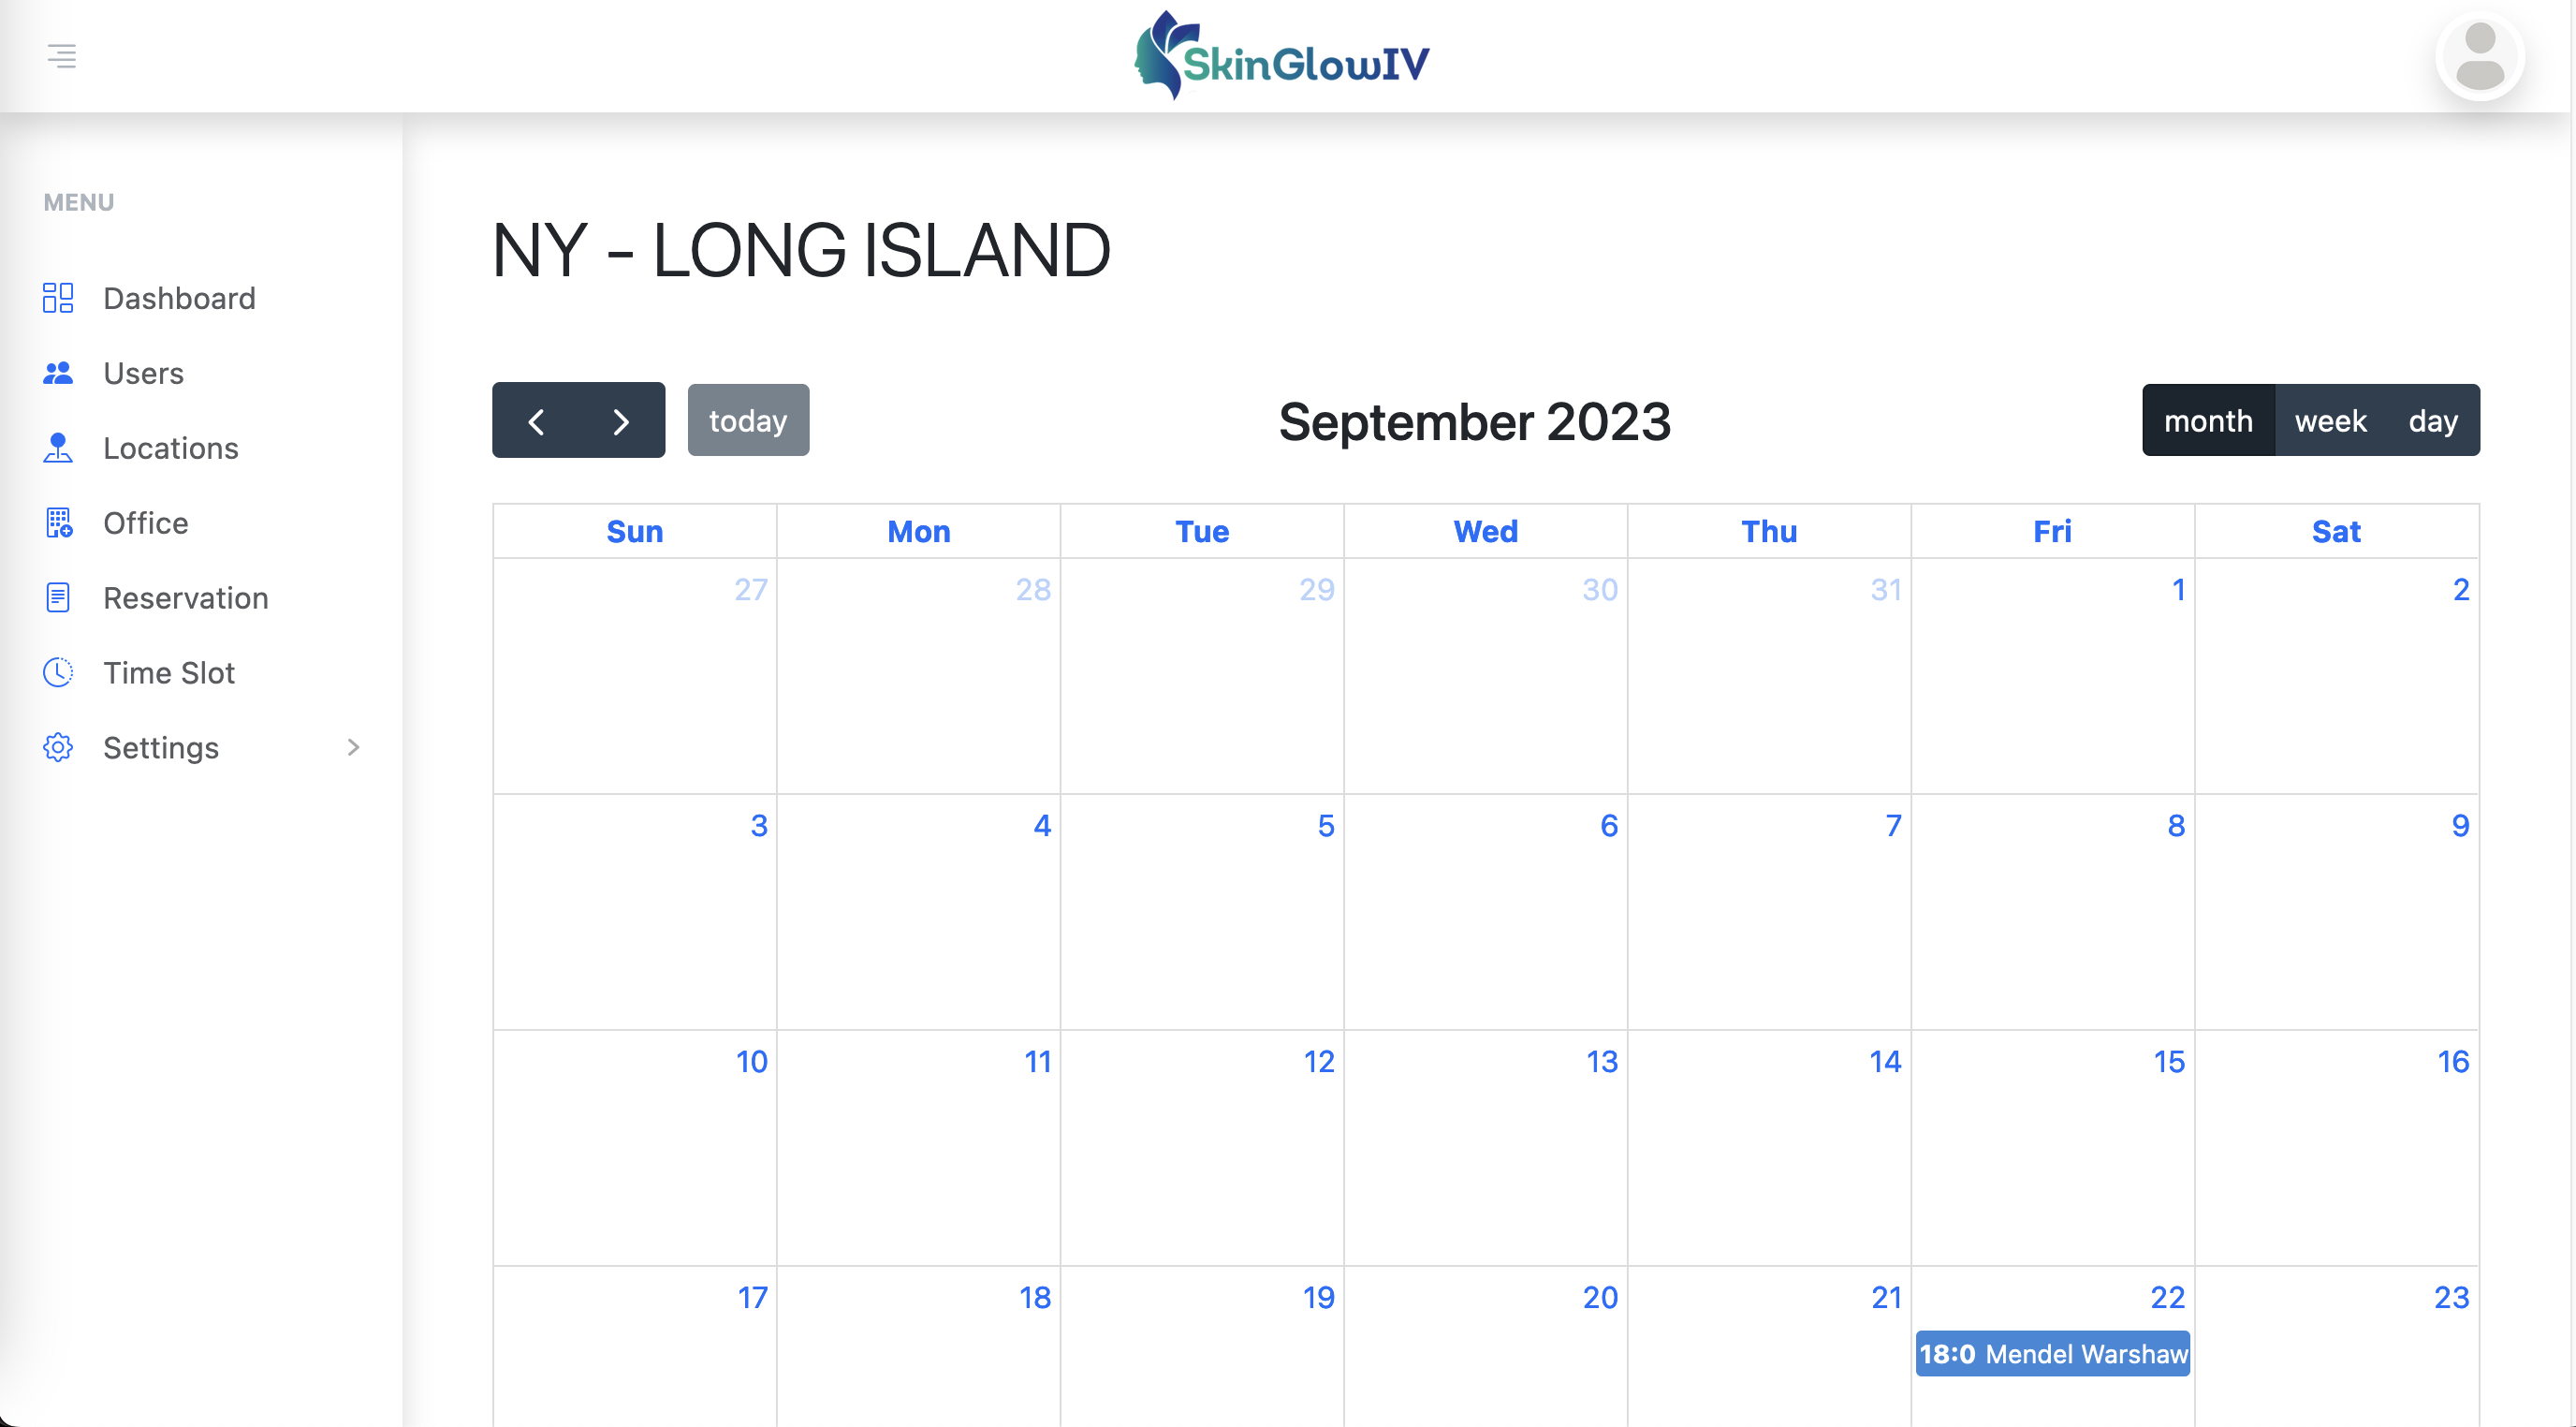 SkinGlowIV
MENU
Dashboard
Users
Locations
Office
Reservation
Time Slot
Settings
NY - LONG ISLAND
today
September 2023
month week day
Sun Mon Tue Wed Thu Fri Sat
27 28 29 30 31 1 2
3 4 5 6 7 8 9
10 11 12 13 14 15 16
17 18 19 20 21 22 23
18:0 Mendel Warshaw